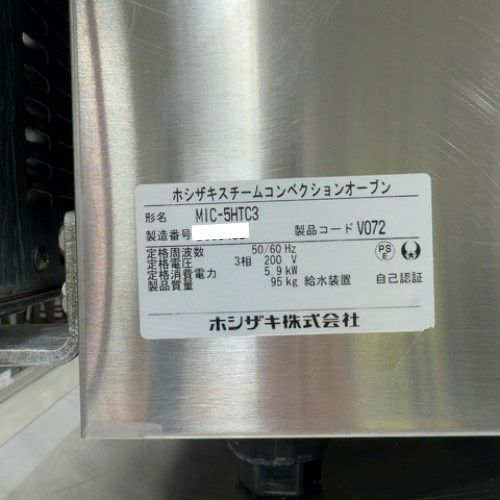 ホシザキスチームコンベクションオーブン
形名 MIC-5HTC3
製造番号 製品コード V072
定格周波数 50/60 Hz
定格電圧 3相 200 V
定格消費電力 5.9 kW
製品質量 95 kg 給水装置 自己認証
PS
E
ホシザキ株式会社